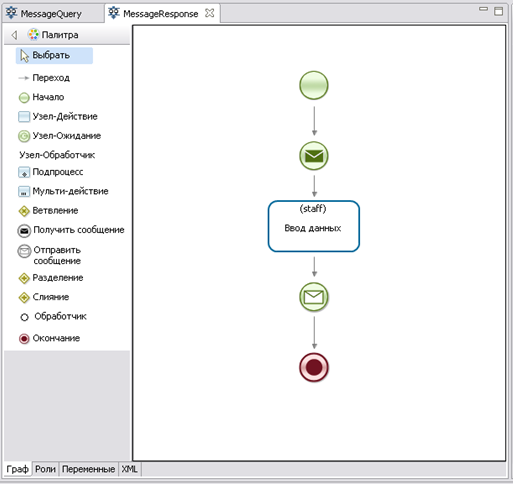 MessageQuery
MessageResponse
Палитра
Выбрать
Переход
Начало
Узел-Действие
Узел-Ожидание
Узел-Обработчик
Подпроцесс
Мульти-действие
Ветвление
Получить сообщение
Отправить
сообщение
Разделение
Слияние
Обработчик
Окончание
(staff)
Ввод данных
Граф Роли Переменные XML